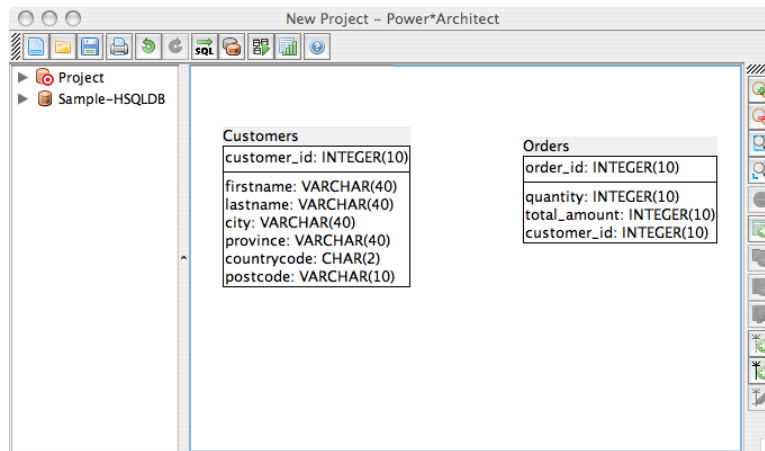 New Project – Power*Architect
SQL
Project
Sample-HSQLDB
Customers
customer_id: INTEGER(10)
firstname: VARCHAR(40)
lastname: VARCHAR(40)
city: VARCHAR(40)
province: VARCHAR(40)
countrycode: CHAR(2)
postcode: VARCHAR(10)
Orders
order_id: INTEGER(10)
quantity: INTEGER(10)
total_amount: INTEGER(10)
customer_id: INTEGER(10)